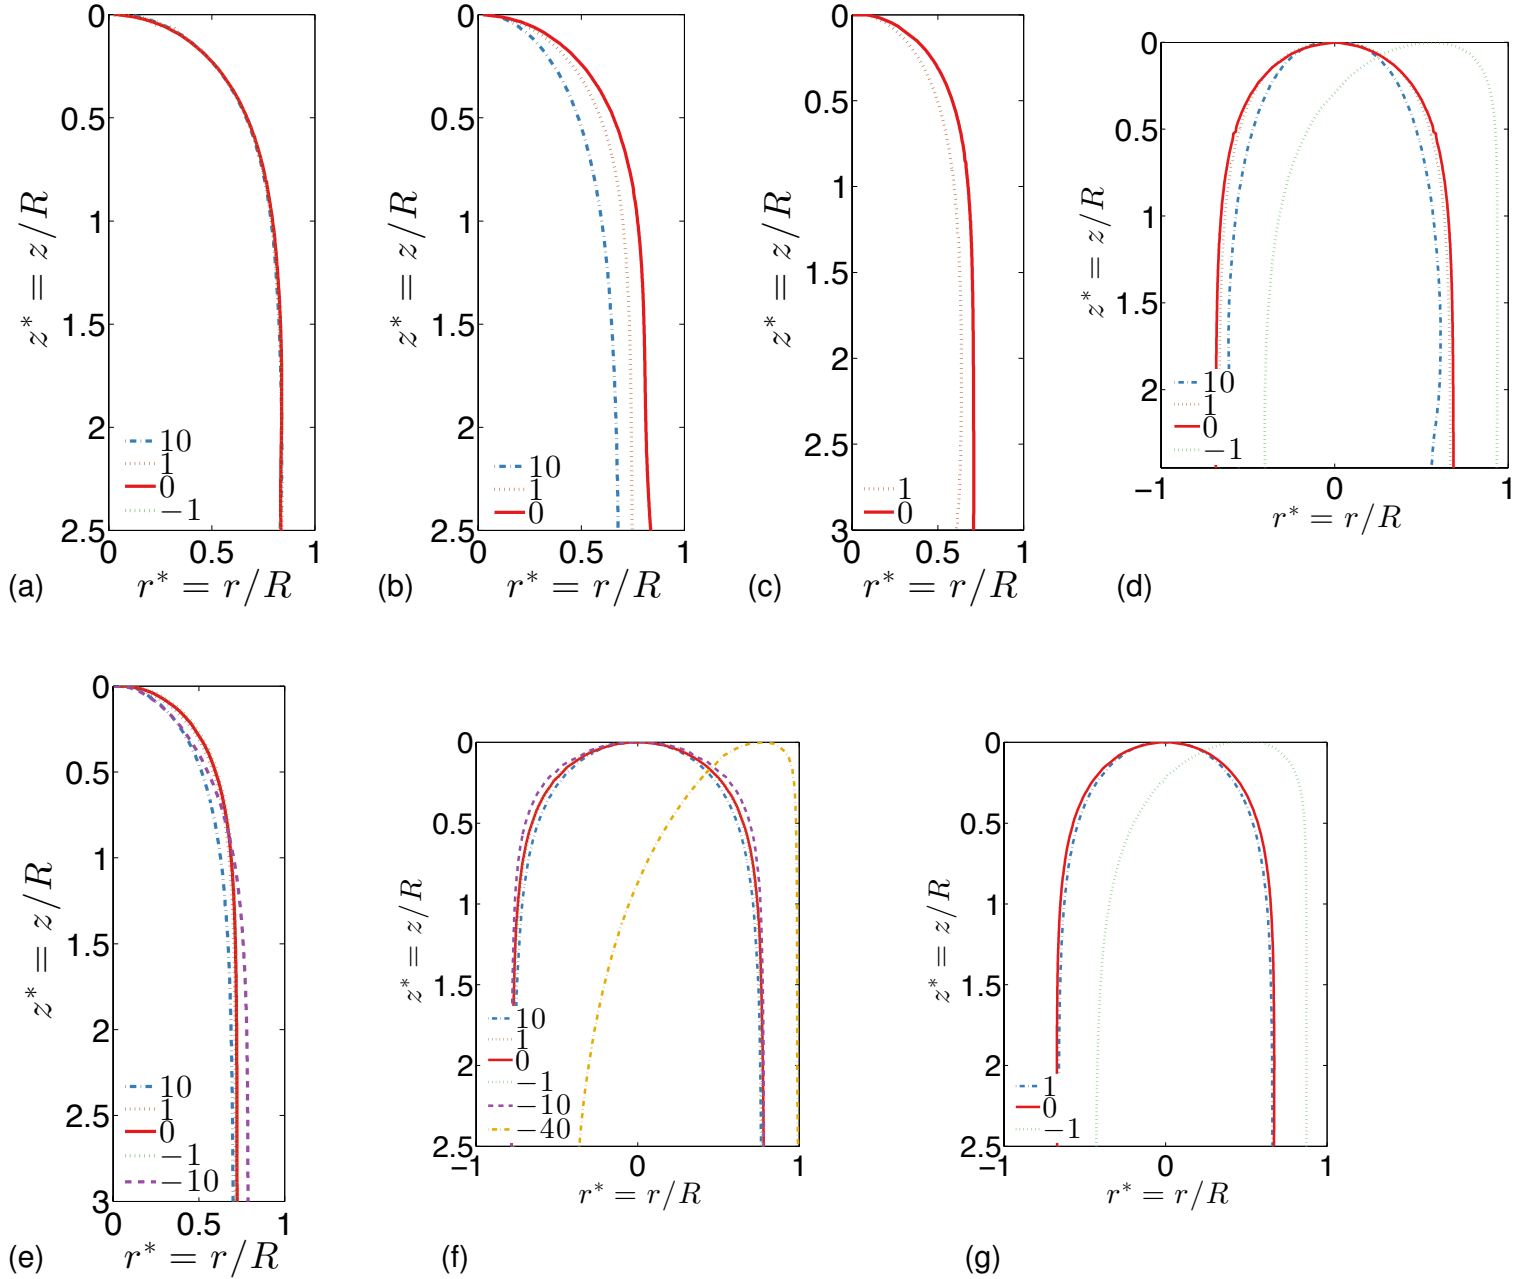 0
0.5
1
1.5
2
2.5
z* = z/R
10
1
0
−1
0 0.5 1
r* = r/R
(a)
0
0.5
1
1.5
2
2.5
z* = z/R
10
1
0
0 0.5 1
r* = r/R
(b)
0
0.5
1
1.5
2
2.5
3
z* = z/R
1
0
0 0.5 1
r* = r/R
(c)
0
0.5
1
1.5
2
z* = z/R
10
1
0
−1
−1 0 1
r* = r/R
(d)
0
0.5
1
1.5
2
2.5
3
z* = z/R
10
1
0
−1
−10
0 0.5 1
r* = r/R
(e)
0
0.5
1
1.5
2
2.5
z* = z/R
10
1
0
−1
−10
−40
−1 0 1
r* = r/R
(f)
0
0.5
1
1.5
2
2.5
z* = z/R
1
0
−1
−1 0 1
r* = r/R
(g)